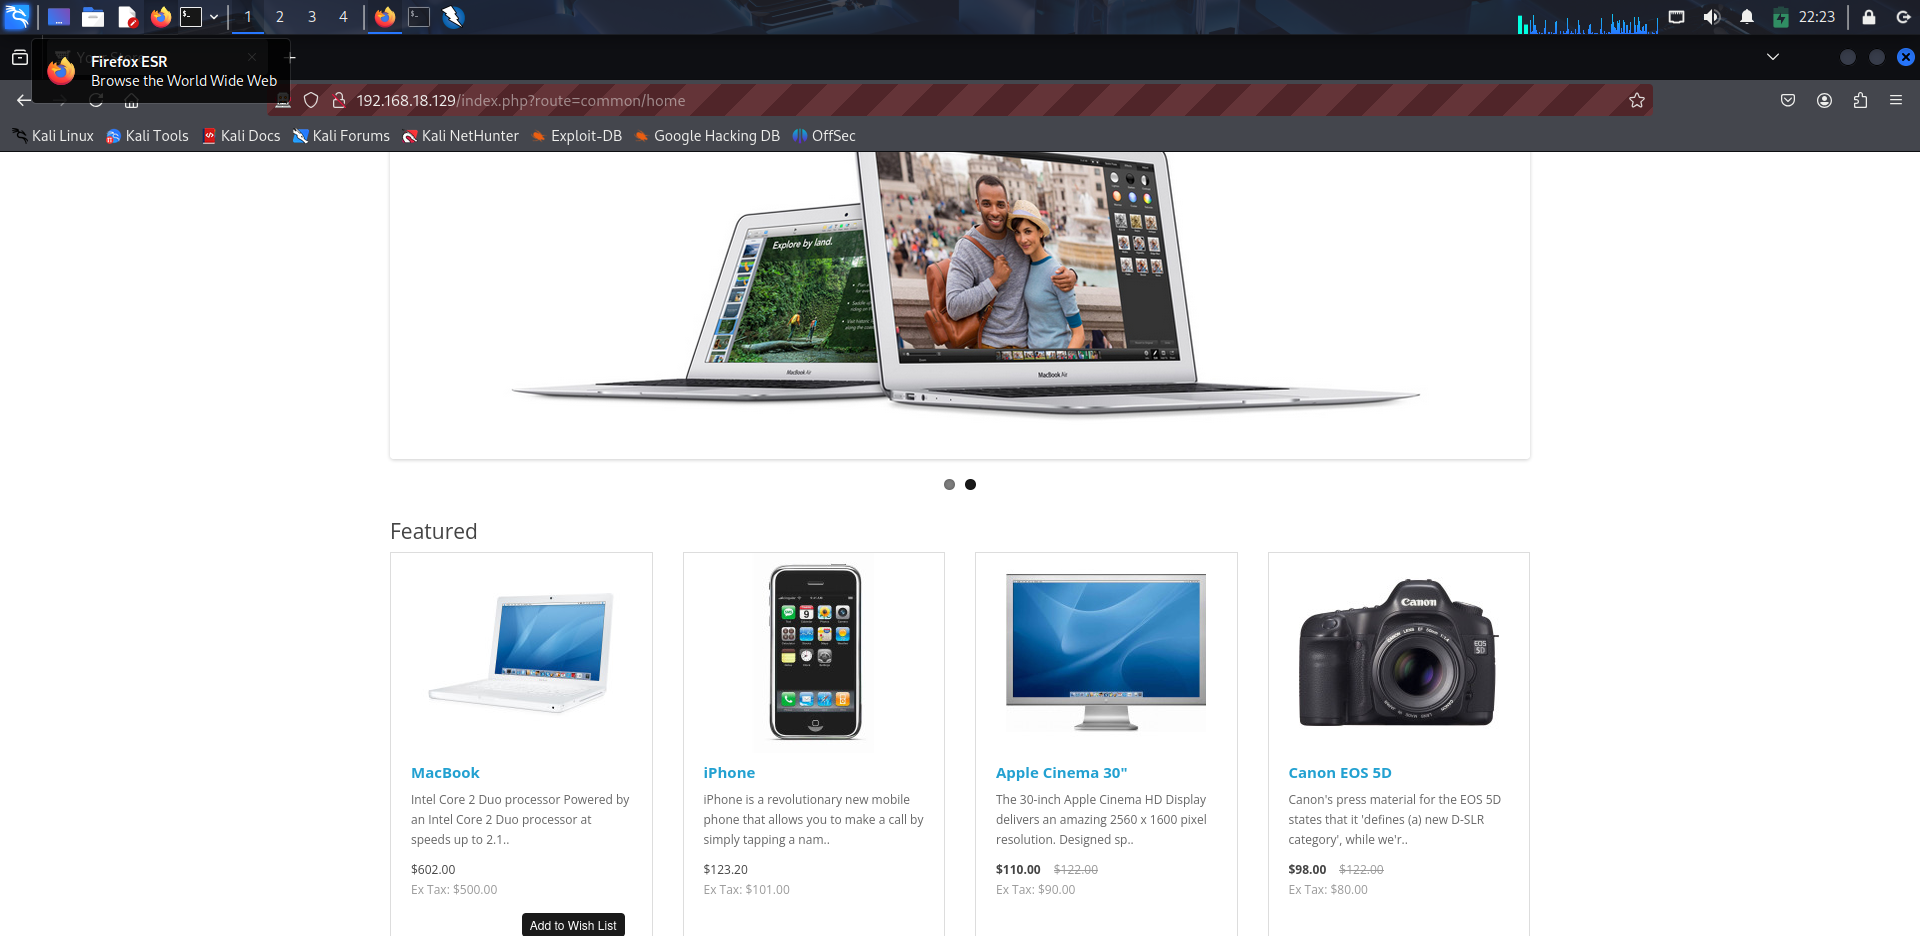 1 2 3 4
22:23
Firefox ESR
Browse the World Wide Web
192.168.18.129/index.php?route=common/home
Kali Linux Kali Tools Kali Docs Kali Forums Kali NetHunter Exploit-DB Google Hacking DB OffSec
Explore by land.
MacBook Air
MacBook Air
Featured
Canon
EOS
5D
MacBook
Intel Core 2 Duo processor Powered by
an Intel Core 2 Duo processor at
speeds up to 2.1..
$602.00
Ex Tax: $500.00
Add to Wish List
iPhone
iPhone is a revolutionary new mobile
phone that allows you to make a call by
simply tapping a nam..
$123.20
Ex Tax: $101.00
Apple Cinema 30"
The 30-inch Apple Cinema HD Display
delivers an amazing 2560 x 1600 pixel
resolution. Designed sp..
$110.00 $122.00
Ex Tax: $90.00
Canon EOS 5D
Canon's press material for the EOS 5D
states that it 'defines (a) new D-SLR
category', while we'r..
$98.00 $122.00
Ex Tax: $80.00